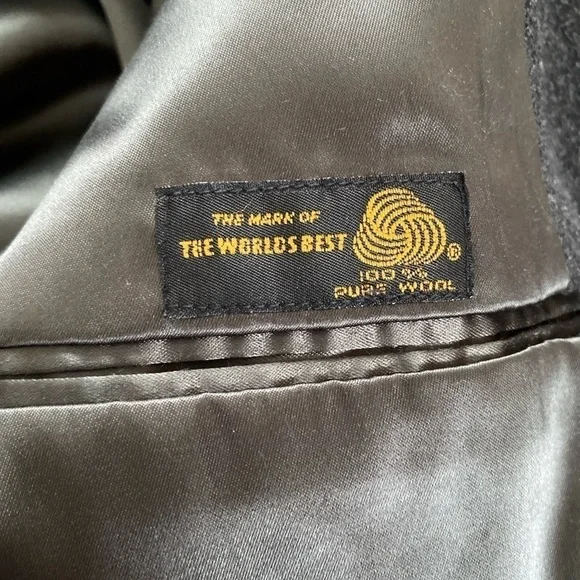 THE MARK OF
THE WORLDS BEST
®
100%
PURE WOOL